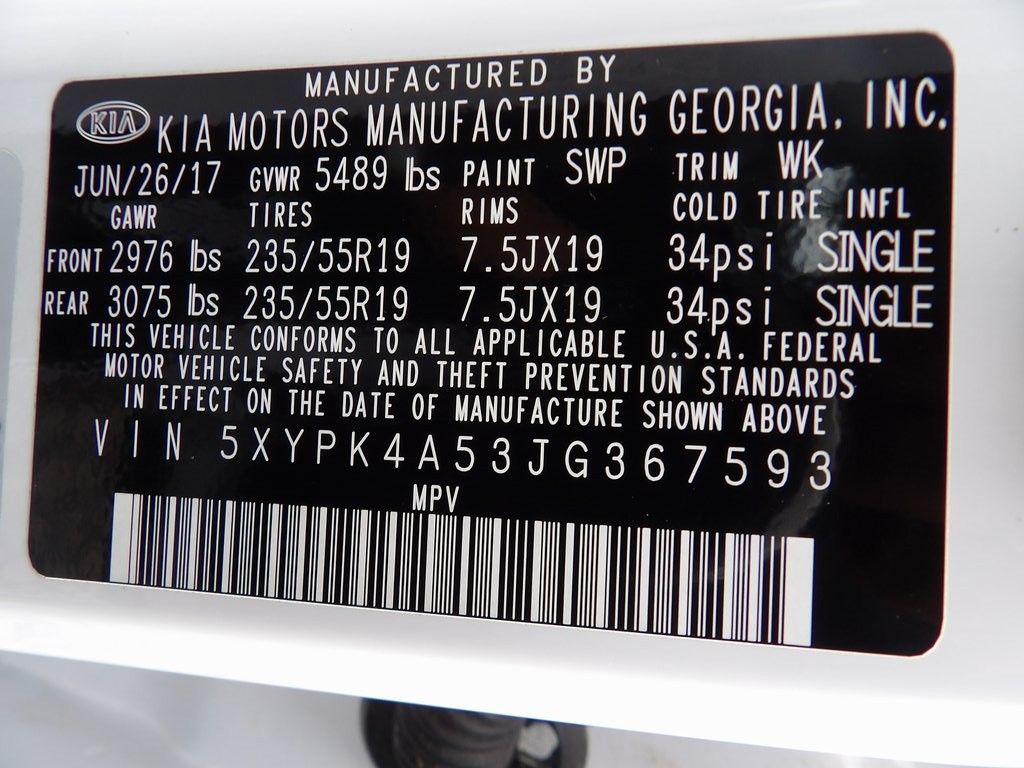 MANUFACTURED BY
KIA KIA MOTORS MANUFACTURING GEORGIA, INC.
JUN/26/17 GVWR 5489 lbs PAINT SWP TRIM WK
GAWR TIRES RIMS COLD TIRE INFL
FRONT 2976 lbs 235/55R19 7.5JX19 34psi SINGLE
REAR 3075 lbs 235/55R19 7.5JX19 34psi SINGLE
THIS VEHICLE CONFORMS TO ALL APPLICABLE U.S.A. FEDERAL
MOTOR VEHICLE SAFETY AND THEFT PREVENTION STANDARDS
IN EFFECT ON THE DATE OF MANUFACTURE SHOWN ABOVE
VIN 5XYPK4A53JG367593
MPV